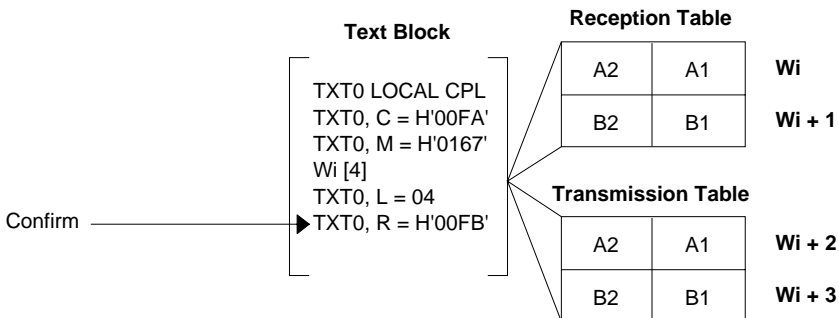 Text Block
TXT0 LOCAL CPL
TXT0, C = H'00FA'
TXT0, M = H'0167'
Wi [4]
TXT0, L = 04
TXT0, R = H'00FB'
Confirm
Reception Table
A2 A1 Wi
B2 B1 Wi + 1
Transmission Table
A2 A1 Wi + 2
B2 B1 Wi + 3